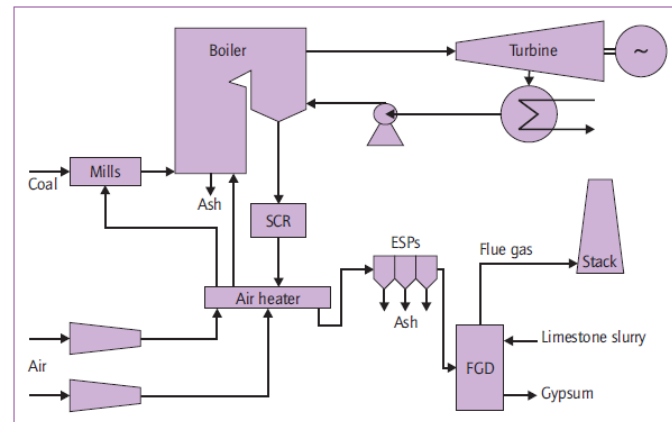 Boiler
Turbine
~
Coal
Mills
Ash
SCR
ESPs
Flue gas
Stack
Air heater
Ash
Limestone slurry
Air
FGD
Gypsum